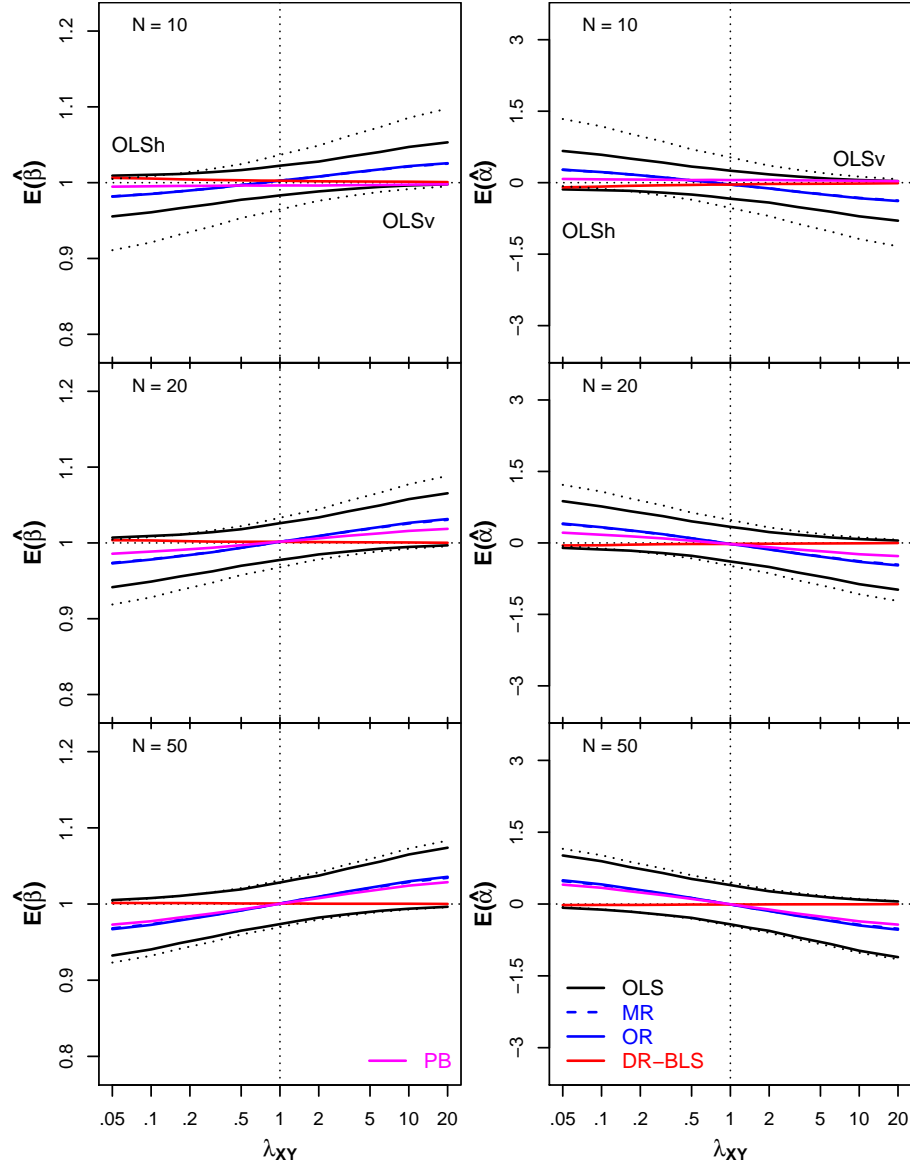 N = 10
1.2
1.1
1
0.9
0.8
E(β̂)
OLSh
OLSv
N = 10
3
1.5
0
−1.5
−3
E(α̂)
OLSv
OLSh
N = 20
1.2
1.1
1
0.9
0.8
E(β̂)
N = 20
3
1.5
0
−1.5
−3
E(α̂)
N = 50
1.2
1.1
1
0.9
0.8
E(β̂)
PB
.05 .1 .5 1 2 5 10 20
λXY
N = 50
3
1.5
0
−1.5
−3
E(α̂)
OLS
MR
OR
DR−BLS
.05 .1 .5 1 2 5 10 20
λXY